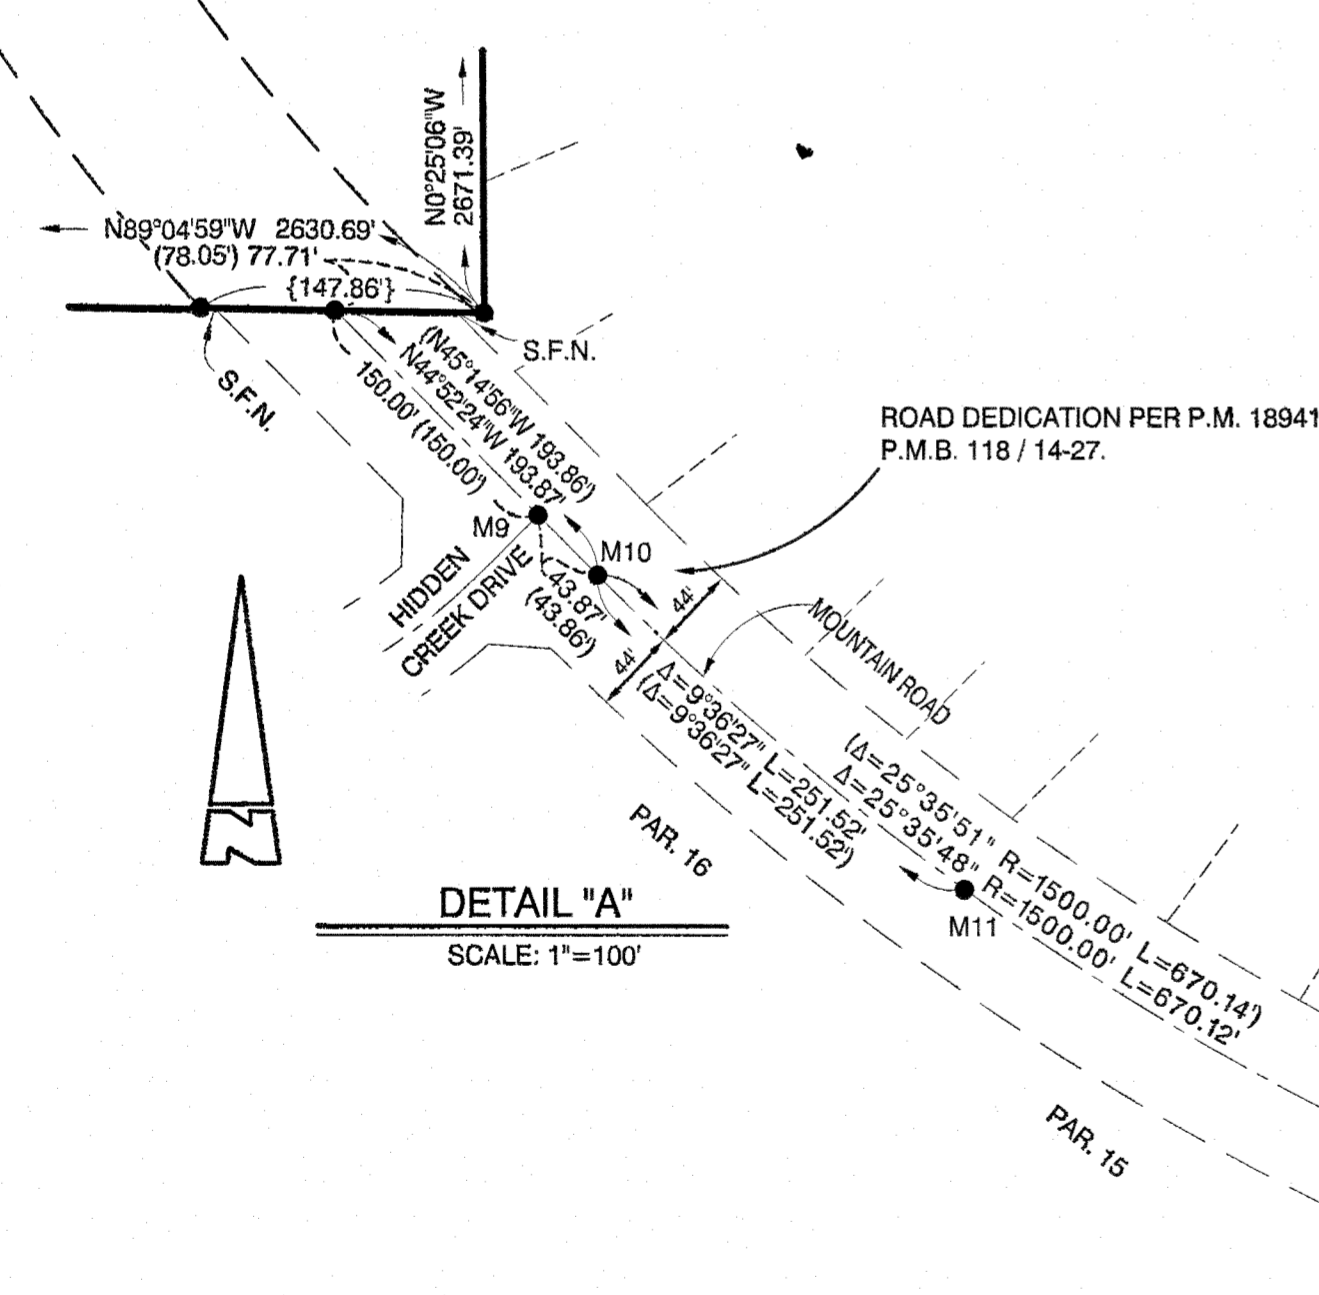 N0°25'06"W
2671.39'
N89°04'59"W 2630.69'
(78.05') 77.71'
{147.86'}
S.F.N.
S.F.N.
(N45°14'56"W 193.86')
N44°52'24"W 193.87'
150.00' (150.00')
ROAD DEDICATION PER P.M. 18941
P.M.B. 118 / 14-27.
M9
M10
HIDDEN
CREEK DRIVE
43.87'
(43.86')
44'
44'
MOUNTAIN ROAD
Δ=9°36'27" L=251.52'
(Δ=9°36'27" L=251.52')
(Δ=25°35'51" R=1500.00' L=670.14')
Δ=25°35'48" R=1500.00' L=670.12'
M11
PAR. 16
PAR. 15
N
DETAIL "A"
SCALE: 1"=100'